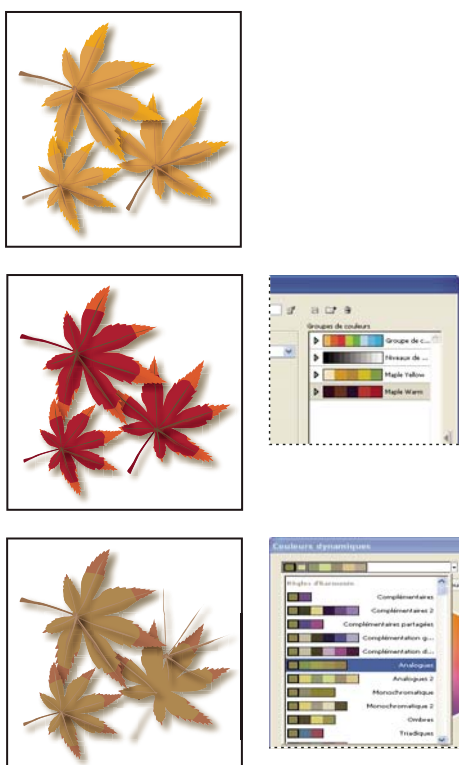 Groupes de couleurs
Groupe de c...
Niveaux de ...
Maple Yellow
Maple Warm
Couleurs dynamiques
Règles d'harmonie
Complémentaires
Complémentaires 2
Complémentaires partagées
Complémentation g...
Complémentation d...
Analogues
Analogues 2
Monochromatique
Monochromatique 2
Ombres
Triadiques